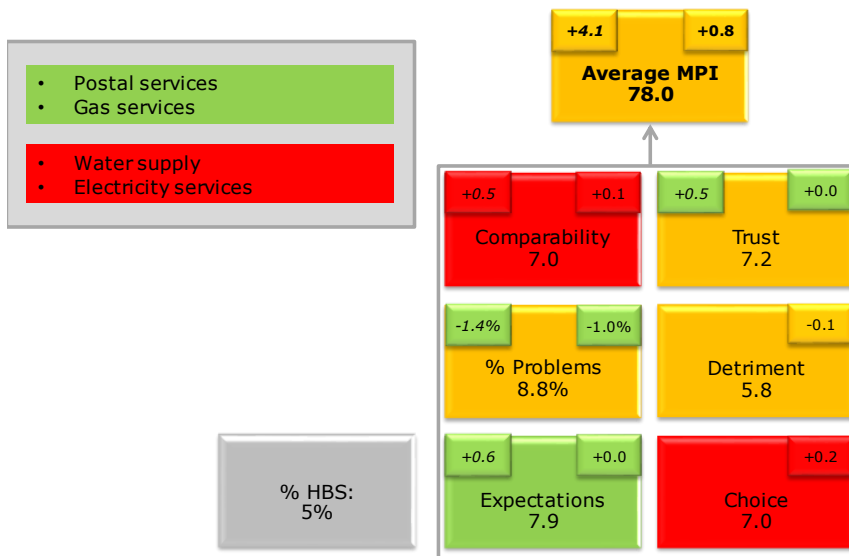 +4.1 +0.8
Average MPI
78.0
• Postal services
• Gas services
• Water supply
• Electricity services
+0.5 +0.1
Comparability
7.0
+0.5 +0.0
Trust
7.2
-1.4% -1.0%
% Problems
8.8%
-0.1
Detriment
5.8
% HBS:
5%
+0.6 +0.0
Expectations
7.9
+0.2
Choice
7.0